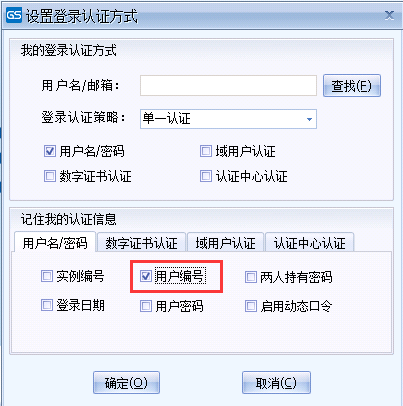 GS 设置登录认证方式
我的登录认证方式
用户名/邮箱： 查找(F)
登录认证策略： 单一认证
用户名/密码 域用户认证
数字证书认证 认证中心认证
记住我的认证信息
用户名/密码 数字证书认证 域用户认证 认证中心认证
实例编号 用户编号 两人持有密码
登录日期 用户密码 启用动态口令
确定(O) 取消(C)